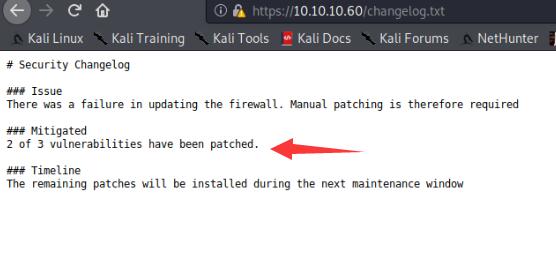 https://10.10.10.60/changelog.txt
Kali Linux Kali Training Kali Tools Kali Docs Kali Forums NetHunter
# Security Changelog
### Issue
There was a failure in updating the firewall. Manual patching is therefore required
### Mitigated
2 of 3 vulnerabilities have been patched.
### Timeline
The remaining patches will be installed during the next maintenance window